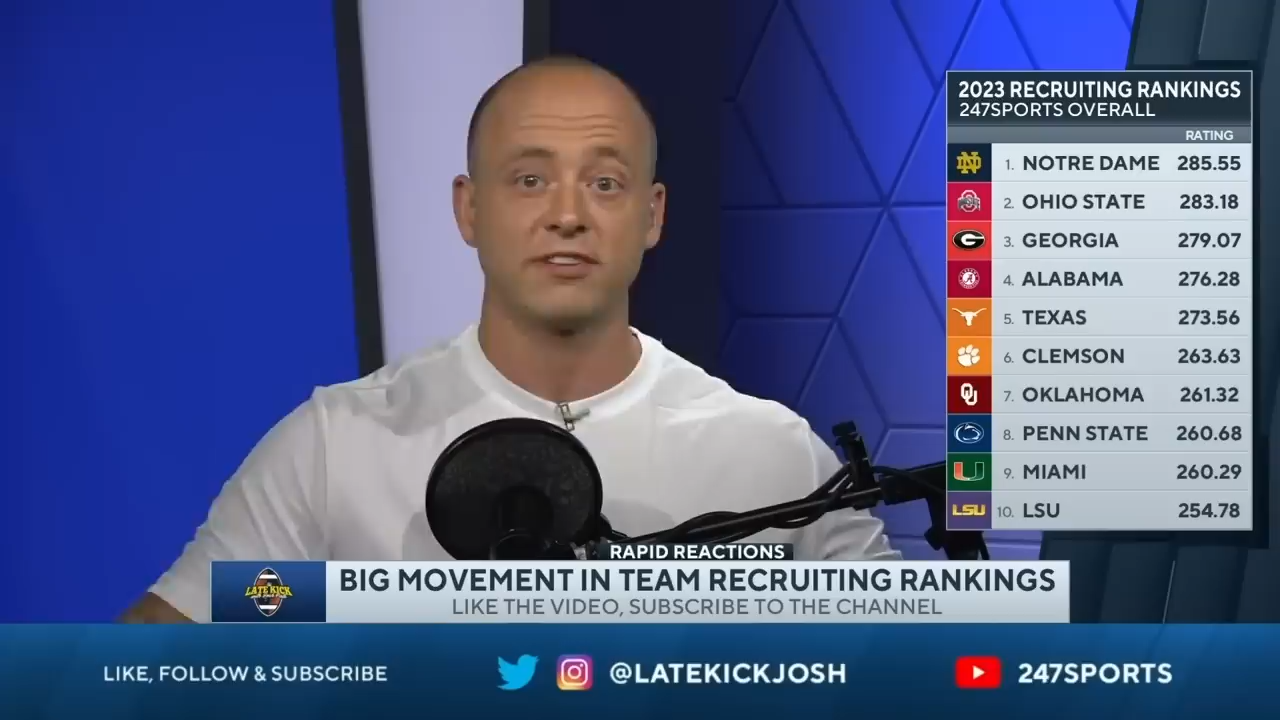 2023 RECRUITING RANKINGS
247SPORTS OVERALL
RATING
1. NOTRE DAME 285.55
2. OHIO STATE 283.18
3. GEORGIA 279.07
4. ALABAMA 276.28
5. TEXAS 273.56
6. CLEMSON 263.63
7. OKLAHOMA 261.32
8. PENN STATE 260.68
9. MIAMI 260.29
LSU 10. LSU 254.78
RAPID REACTIONS
LATE KICK
BIG MOVEMENT IN TEAM RECRUITING RANKINGS
LIKE THE VIDEO, SUBSCRIBE TO THE CHANNEL
LIKE, FOLLOW & SUBSCRIBE @LATEKICKJOSH 247SPORTS